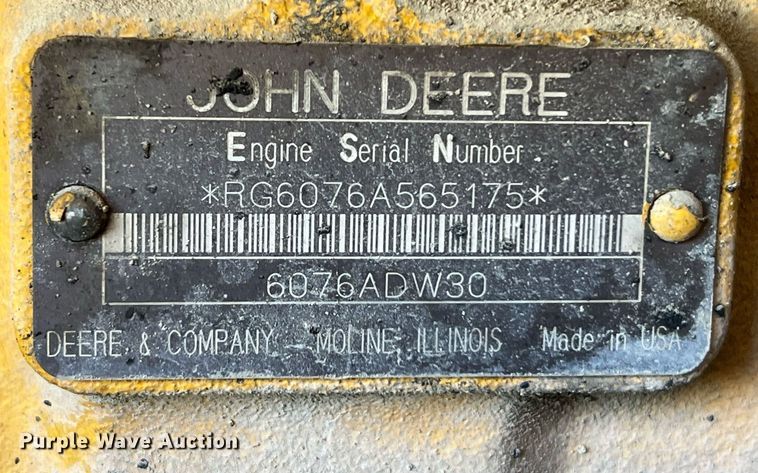 JOHN DEERE
Engine Serial Number
*RG6076A565175*
6076ADW30
DEERE & COMPANY MOLINE, ILLINOIS Made in USA
Purple Wave Auction